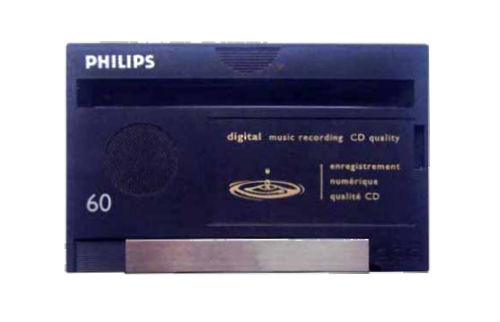 PHILIPS
digital music recording CD quality
enregistrement
numérique
qualité CD
60